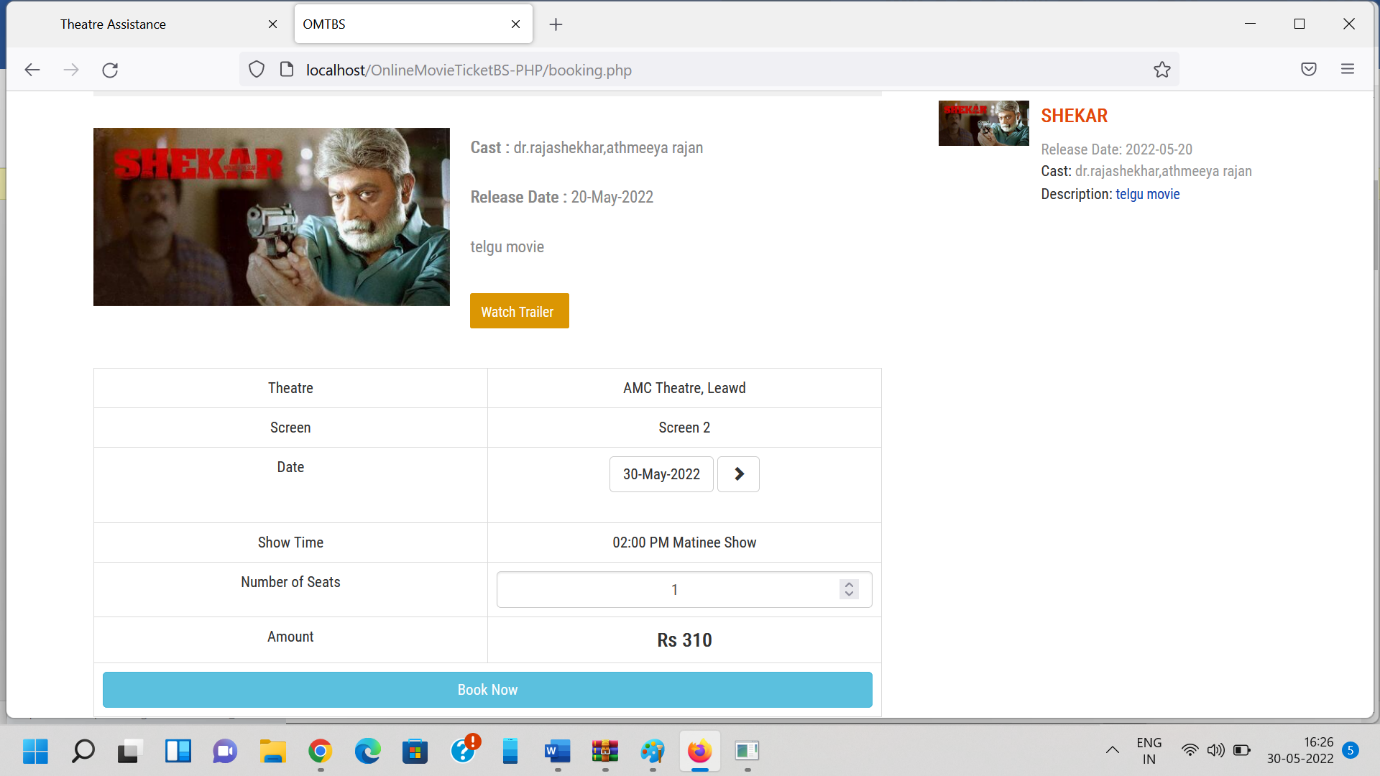 Theatre Assistance
OMTBS
localhost/OnlineMovieTicketBS-PHP/booking.php
SHEKAR
Cast : dr.rajashekhar,athmeeya rajan
Release Date : 20-May-2022
telgu movie
Watch Trailer
Theatre AMC Theatre, Leawd
Screen Screen 2
Date 30-May-2022
Show Time 02:00 PM Matinee Show
Number of Seats 1
Amount Rs 310
Book Now
SHEKAR
SHEKAR
Release Date: 2022-05-20
Cast: dr.rajashekhar,athmeeya rajan
Description: telgu movie
ENG
IN
16:26
30-05-2022
5